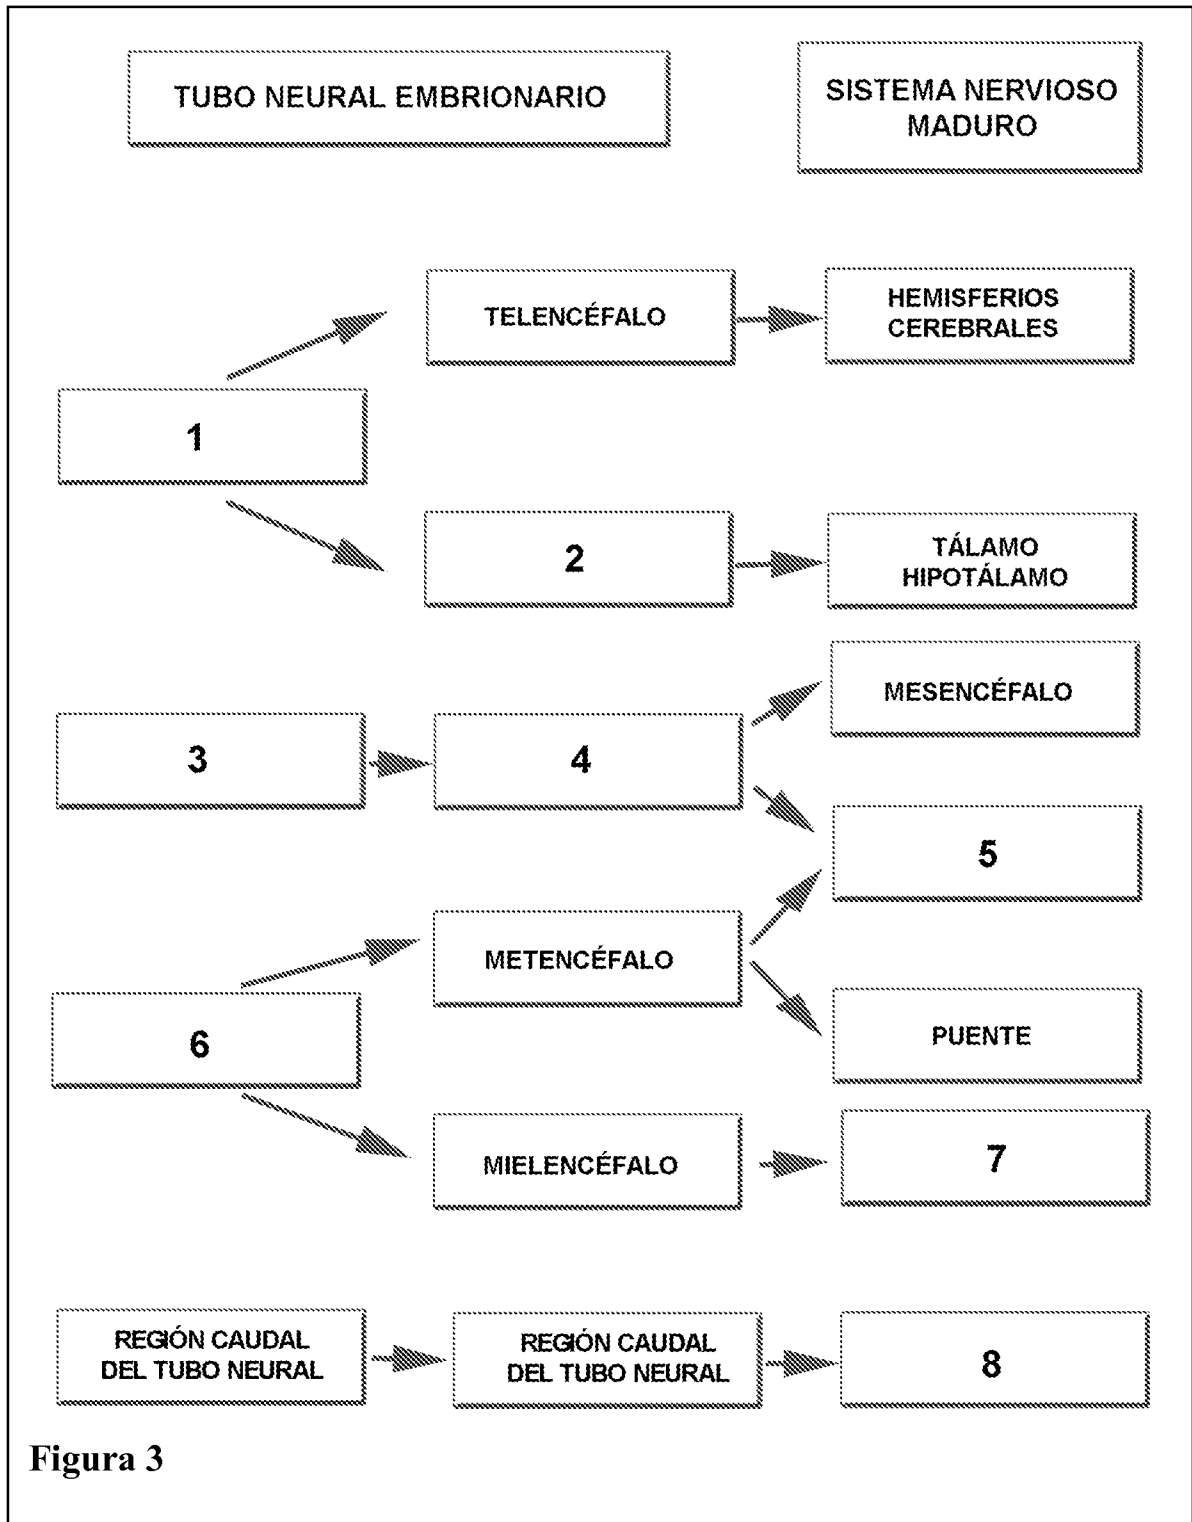 TUBO NEURAL EMBRIONARIO
SISTEMA NERVIOSO
MADURO
TELENCÉFALO
HEMISFERIOS
CEREBRALES
1
2
TÁLAMO
HIPOTÁLAMO
MESENCÉFALO
3
4
5
METENCÉFALO
6
PUENTE
MIELENCÉFALO
7
REGIÓN CAUDAL
DEL TUBO NEURAL
REGIÓN CAUDAL
DEL TUBO NEURAL
8
Figura 3